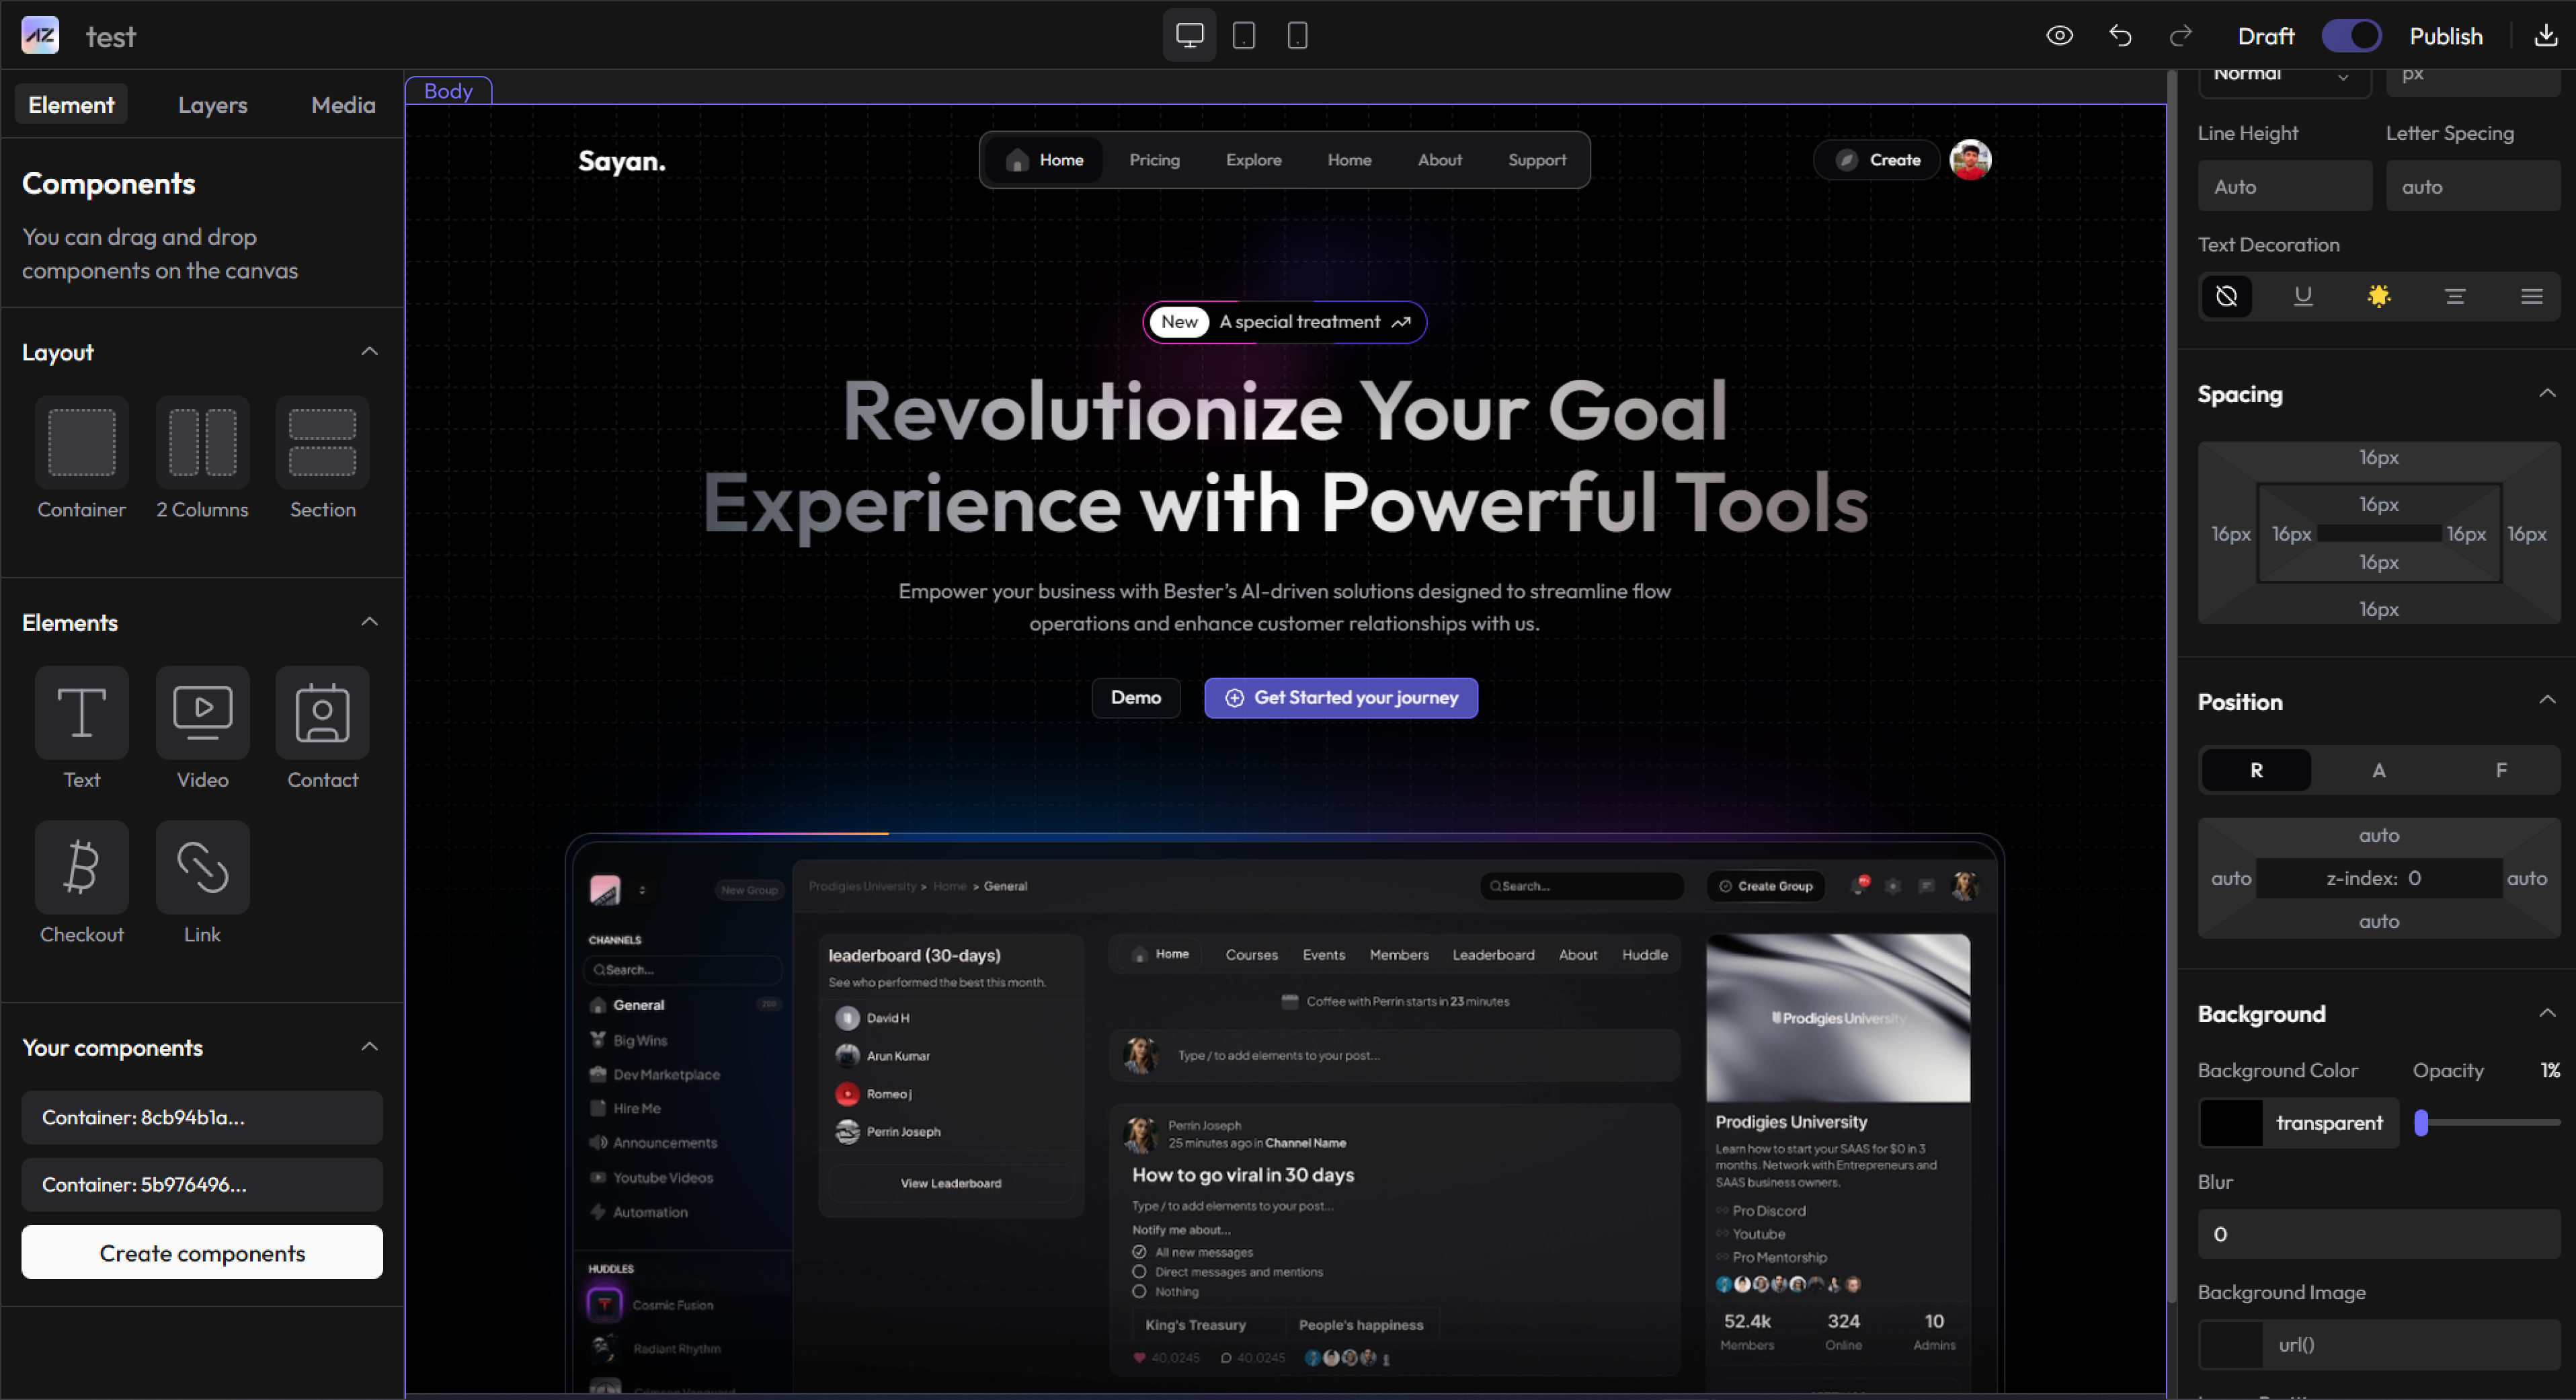 AZ
test
Draft
Publish
Element
Layers
Media
Components
You can drag and drop
components on the canvas
Layout
Container
2 Columns
Section
Elements
Text
Video
Contact
Checkout
Link
Your components
Container: 8cb94b1a...
Container: 5b976496...
Create components
Body
Sayan.
Home
Pricing
Explore
Home
About
Support
Create
New
A special treatment
Revolutionize Your Goal
Experience with Powerful Tools
Empower your business with Bester's AI-driven solutions designed to streamline flow
operations and enhance customer relationships with us.
Demo
Get Started your journey
New Group
Prodigies University > Home > General
Search...
Create Group
CHANNELS
Search...
General
200
Big Wins
Dev Marketplace
Hire Me
Announcements
Youtube Videos
Automation
HUDDLES
Cosmic Fusion
Radiant Rhythm
Crimson Vanguard
leaderboard (30-days)
See who performed the best this month.
David H
Arun Kumar
Romeo j
Perrin Joseph
View Leaderboard
Home
Courses
Events
Members
Leaderboard
About
Huddle
Coffee with Perrin starts in 23 minutes
Type / to add elements to your post...
Perrin Joseph
25 minutes ago in Channel Name
How to go viral in 30 days
Type / to add elements to your post...
Notify me about...
All new messages
Direct messages and mentions
Nothing
King's Treasury
People's happiness
40,0245
40,0245
Prodigies University
Prodigies University
Learn how to start your SAAS for $0 in 3
months. Network with Entrepreneurs and
SAAS business owners.
Pro Discord
Youtube
Pro Mentorship
52.4k
324
10
Members
Online
Admins
Normal
px
Line Height
Letter Spacing
Auto
auto
Text Decoration
Spacing
16px
16px
16px
16px
16px
16px
16px
16px
Position
R
A
F
auto
auto
z-index: 0
auto
auto
Background
Background Color
Opacity
1%
transparent
Blur
0
Background Image
url()